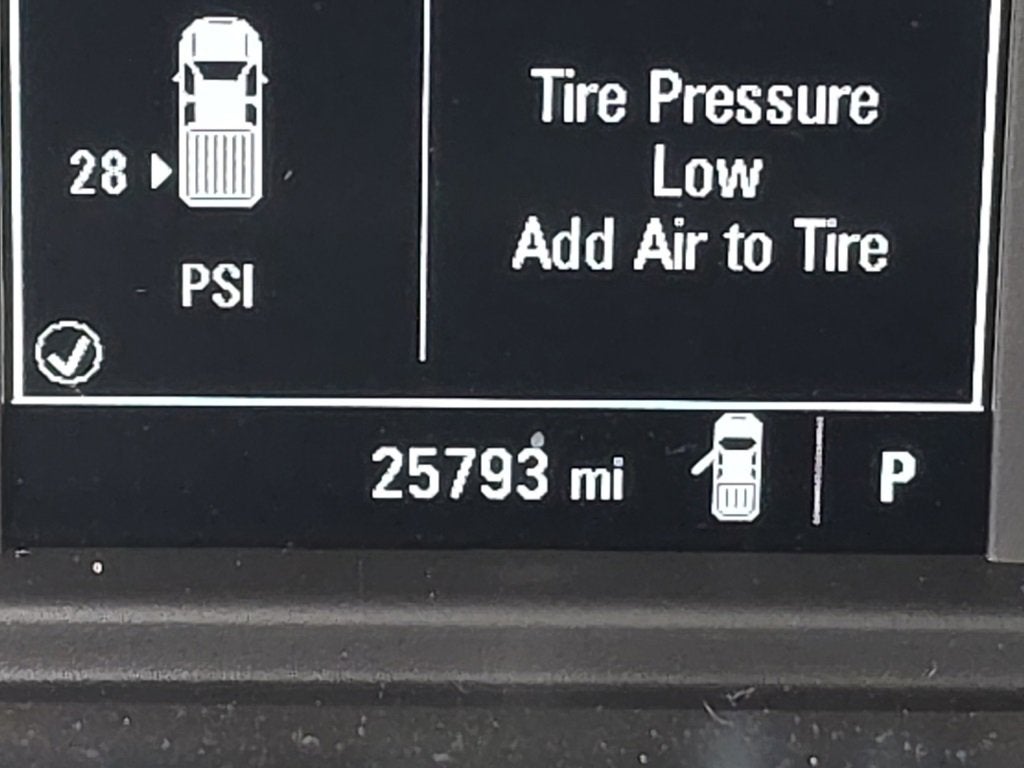 28
PSI
Tire Pressure
Low
Add Air to Tire
25793 mi
P